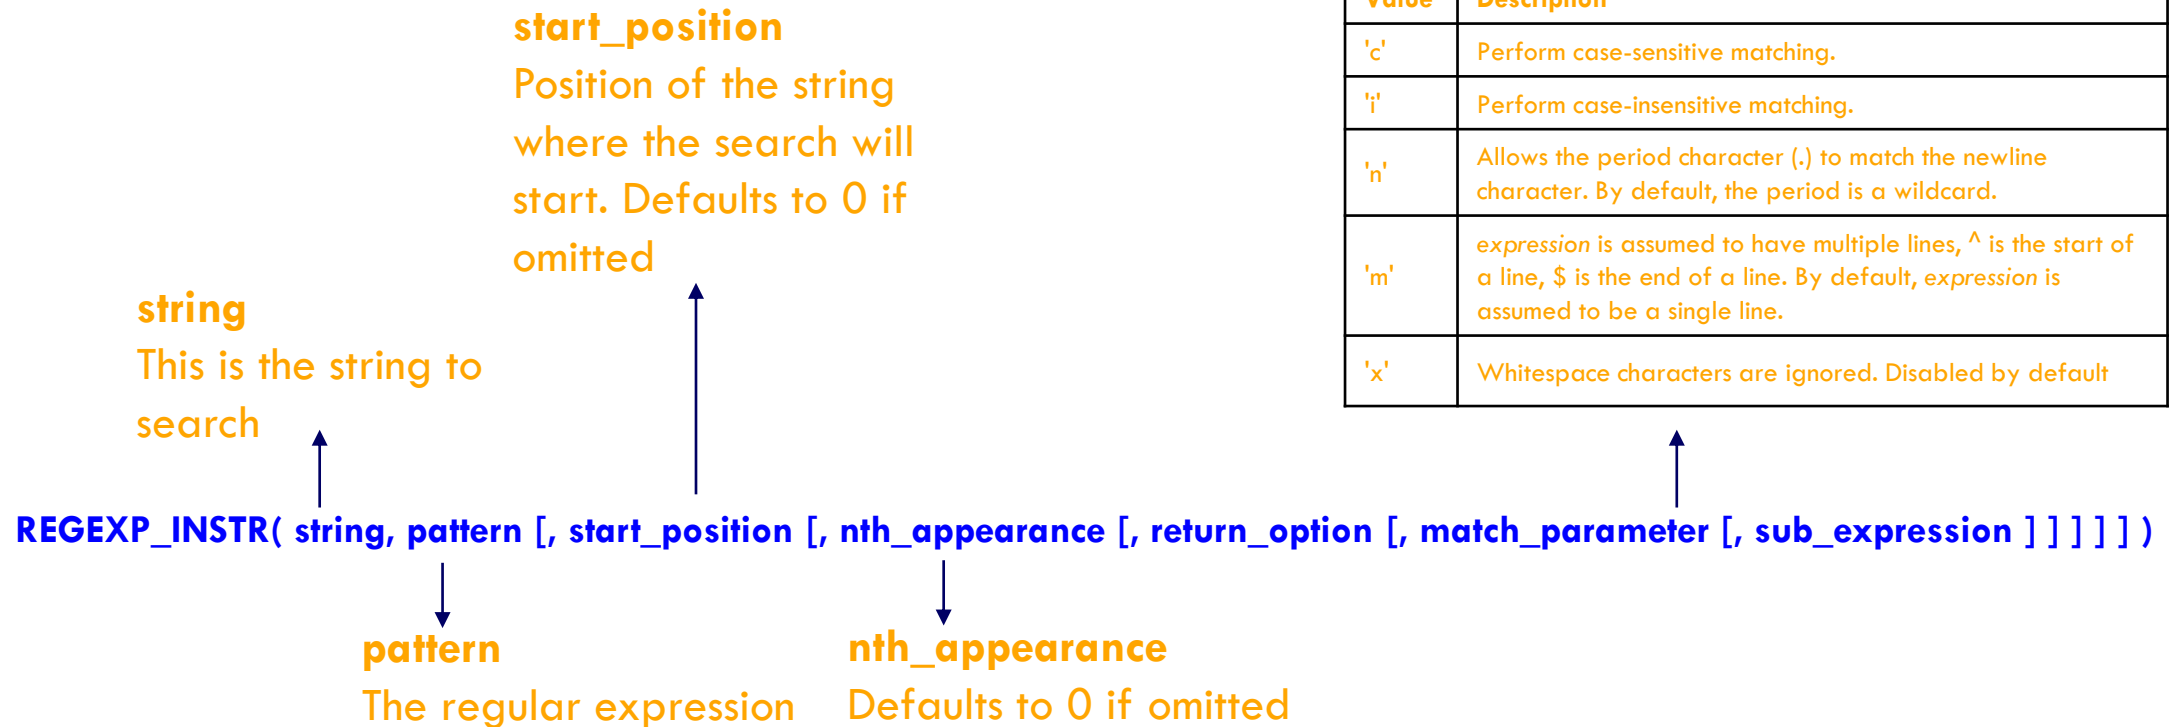 start_position
Position of the string
where the search will
start. Defaults to 0 if
omitted
Value Description
'c' Perform case-sensitive matching.
'i' Perform case-insensitive matching.
'n' Allows the period character (.) to match the newline
character. By default, the period is a wildcard.
'm' expression is assumed to have multiple lines, ^ is the start of
a line, $ is the end of a line. By default, expression is
assumed to be a single line.
'x' Whitespace characters are ignored. Disabled by default
string
This is the string to
search
REGEXP_INSTR( string, pattern [, start_position [, nth_appearance [, return_option [, match_parameter [, sub_expression ] ] ] ] ] )
pattern
The regular expression
nth_appearance
Defaults to 0 if omitted